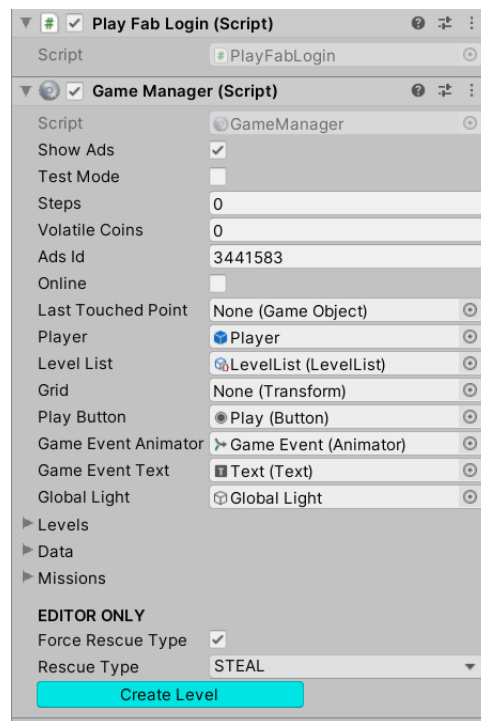 # Play Fab Login (Script)
Script # PlayFabLogin
Game Manager (Script)
Script GameManager
Show Ads
Test Mode
Steps 0
Volatile Coins 0
Ads Id 3441583
Online
Last Touched Point None (Game Object)
Player Player
Level List LevelList (LevelList)
Grid None (Transform)
Play Button Play (Button)
Game Event Animator Game Event (Animator)
Game Event Text T Text (Text)
Global Light Global Light
Levels
Data
Missions
EDITOR ONLY
Force Rescue Type
Rescue Type STEAL
Create Level